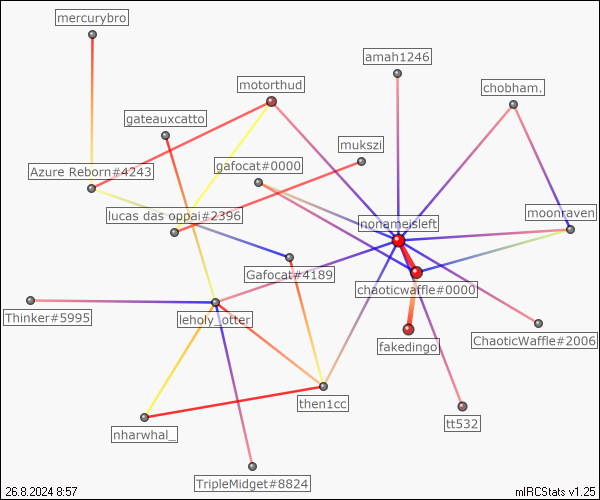 mercurybro
amah1246
motorthud
chobham.
gateauxcatto
mukszi
gafocat#0000
Azure Reborn#4243
lucas das oppai#2396
moonraven
nonameisleft
Gafocat#4189
chaoticwaffle#0000
Thinker#5995
leholy_otter
ChaoticWaffle#2006
fakedingo
then1cc
tt532
nharwhal_
TripleMidget#8824
26.8.2024 8:57
mIRCStats v1.25